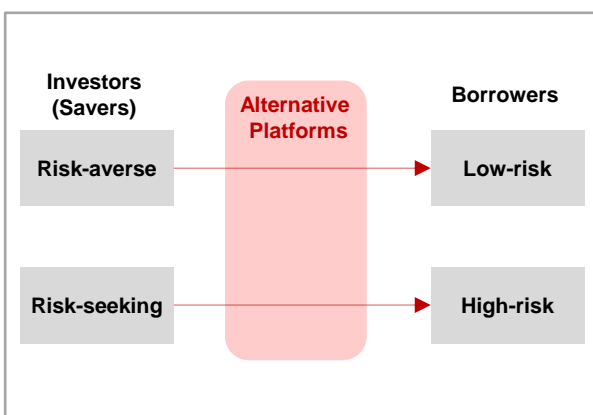 Investors
(Savers)
Alternative
Platforms
Borrowers
Risk-averse
Low-risk
Risk-seeking
High-risk